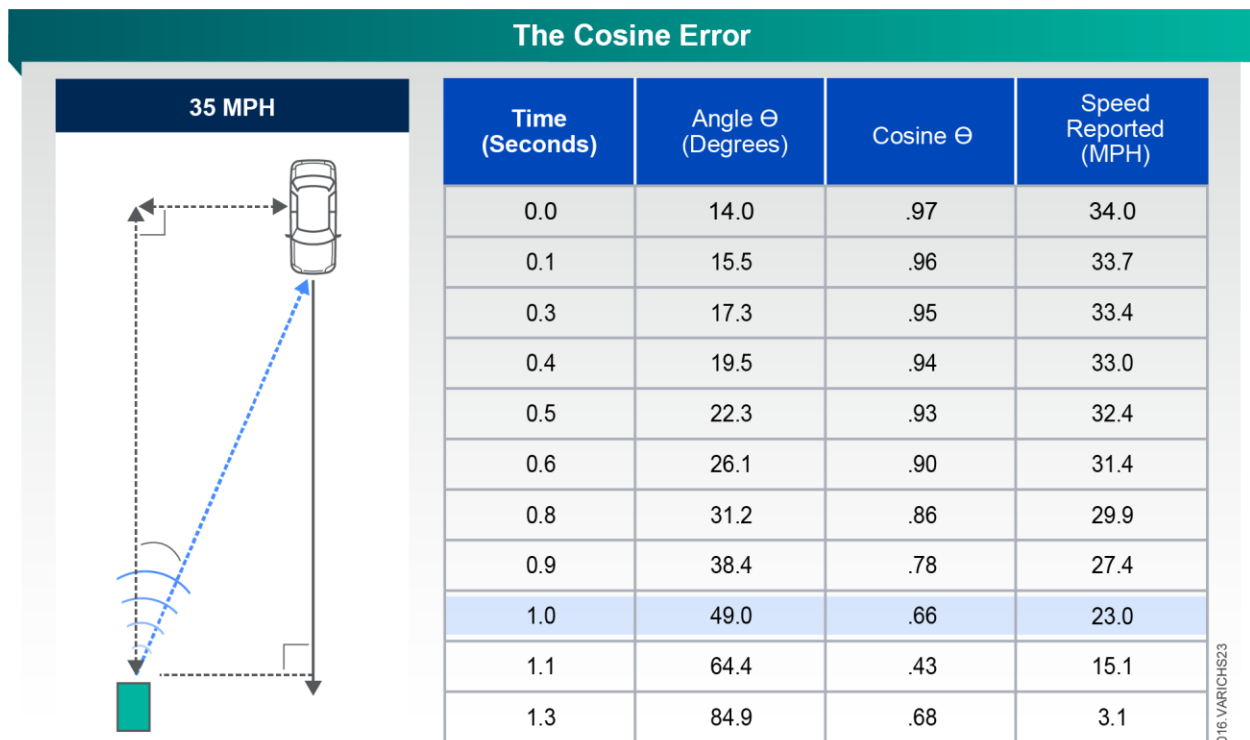 The Cosine Error
35 MPH
Time
(Seconds)
Angle Ɵ
(Degrees)
Cosine Ɵ
Speed
Reported
(MPH)
0.0 14.0 .97 34.0
0.1 15.5 .96 33.7
0.3 17.3 .95 33.4
0.4 19.5 .94 33.0
0.5 22.3 .93 32.4
0.6 26.1 .90 31.4
0.8 31.2 .86 29.9
0.9 38.4 .78 27.4
1.0 49.0 .66 23.0
1.1 64.4 .43 15.1
1.3 84.9 .68 3.1
016.VARICHS23